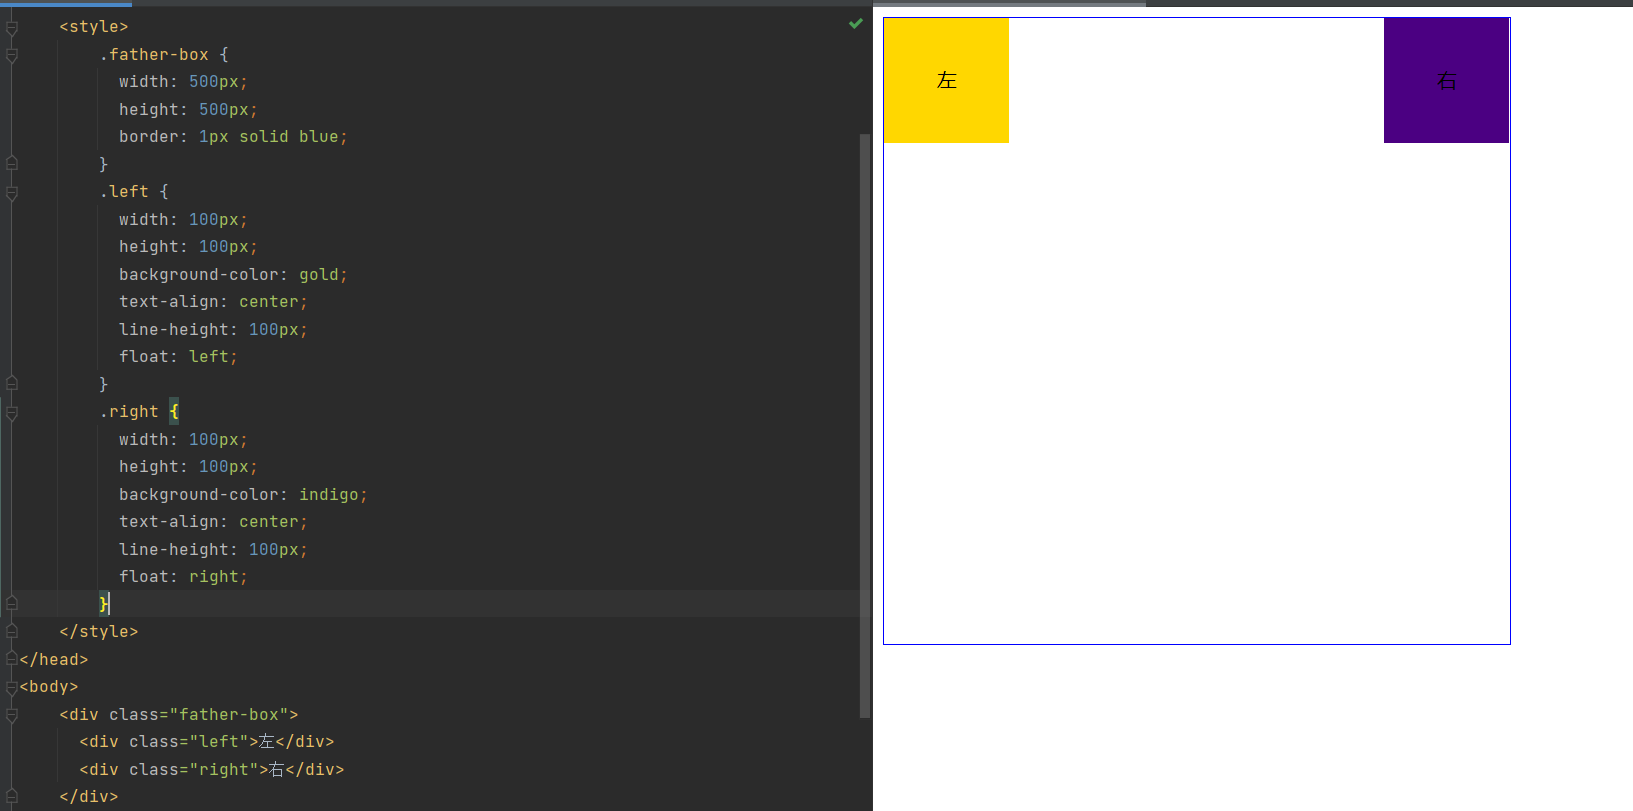 <style>
.father-box {
width: 500px;
height: 500px;
border: 1px solid blue;
}
.left {
width: 100px;
height: 100px;
background-color: gold;
text-align: center;
line-height: 100px;
float: left;
}
.right {
width: 100px;
height: 100px;
background-color: indigo;
text-align: center;
line-height: 100px;
float: right;
}
</style>
</head>
<body>
<div class="father-box">
<div class="left">左</div>
<div class="right">右</div>
</div>
左
右